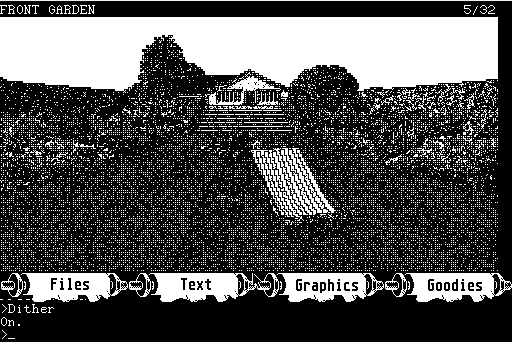 FRONT GARDEN 5/32
Files Text Graphics Goodies
>Dither
On.
>_